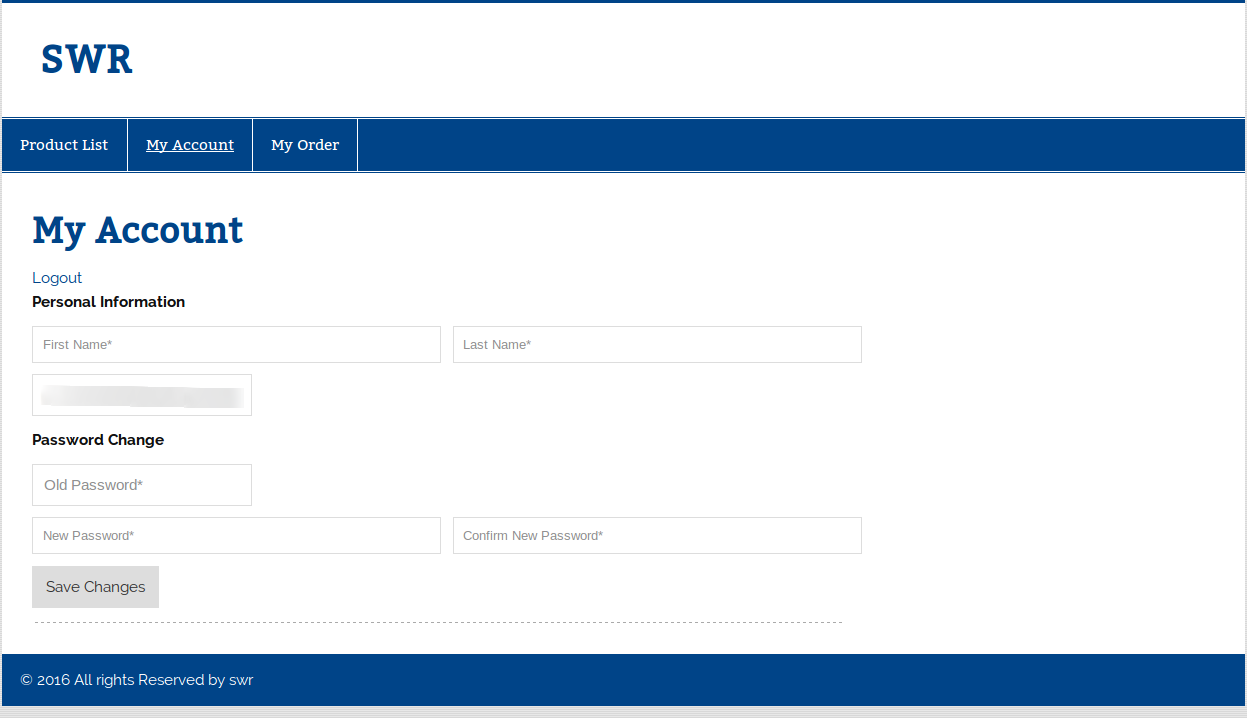 SWR
Product List My Account My Order
My Account
Logout
Personal Information
First Name* Last Name*
Password Change
Old Password*
New Password* Confirm New Password*
Save Changes
© 2016 All rights Reserved by swr